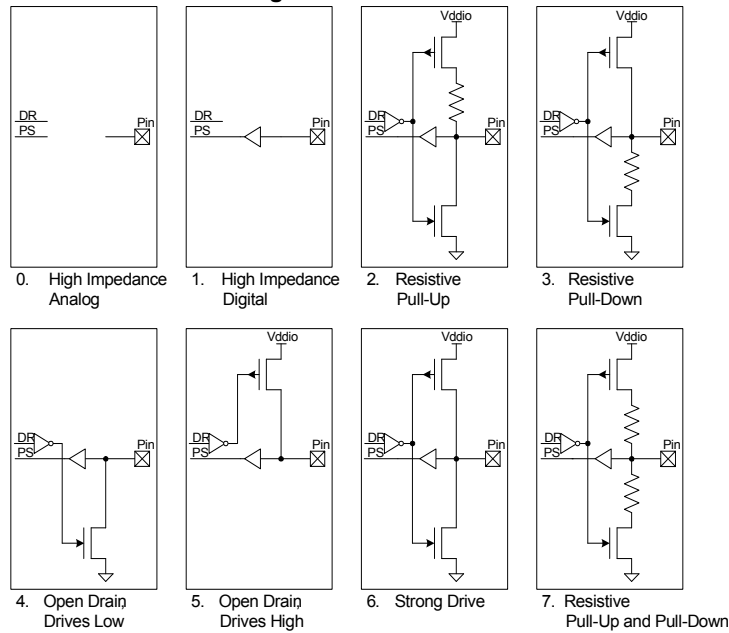 Vddio
Vddio
DR
PS
Pin
DR
PS
Pin
DR
PS
Pin
DR
PS
Pin
0. High Impedance
Analog
1. High Impedance
Digital
2. Resistive
Pull-Up
3. Resistive
Pull-Down
Vddio
Vddio
Vddio
DR
PS
Pin
DR
PS
Pin
DR
PS
Pin
DR
PS
Pin
4. Open Drain,
Drives Low
5. Open Drain,
Drives High
6. Strong Drive
7. Resistive
Pull-Up and Pull-Down